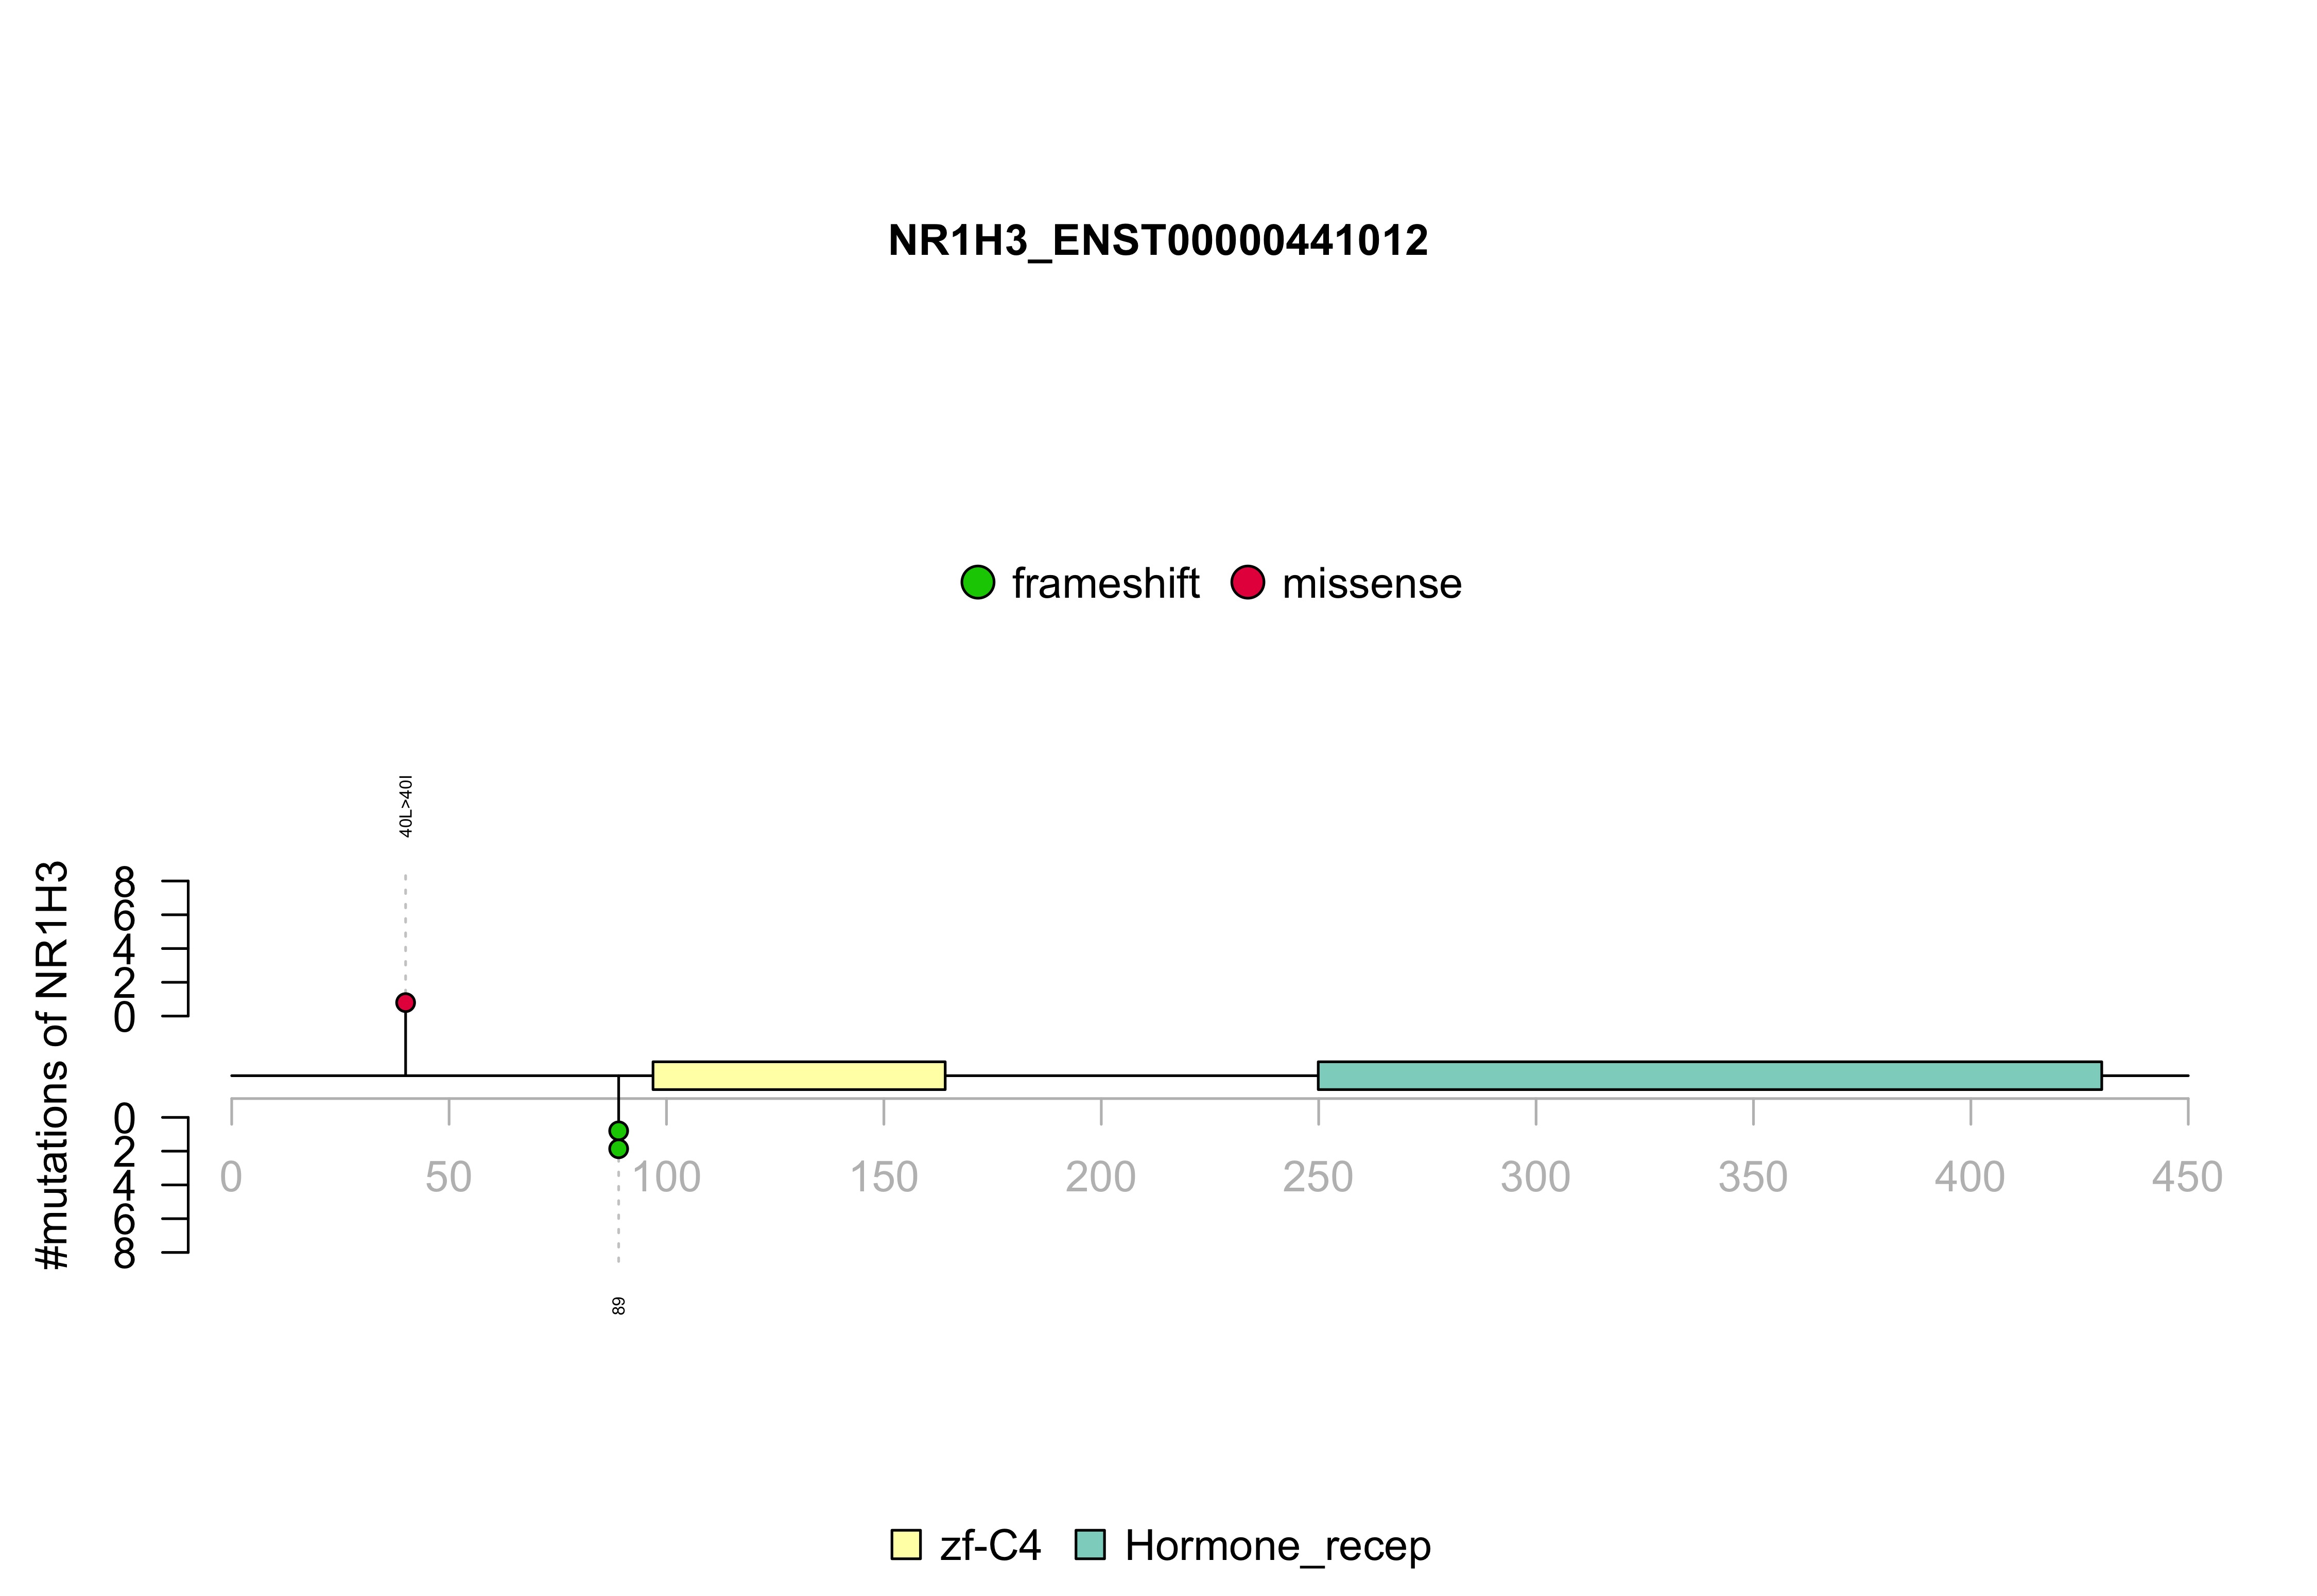 NR1H3_ENST00000441012
frameshift missense
40L>40I
#mutations of NR1H3
8
6
4
2
0
0
2
4
6
8
0 50 100 150 200 250 300 350 400 450
89
zf-C4 Hormone_recep